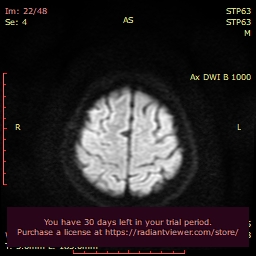 Im: 22/48
Se: 4
AS
STP63
STP63
M
Ax DWI B 1000
R
L
You have 30 days left in your trial period.
Purchase a license at https://radiantviewer.com/store/